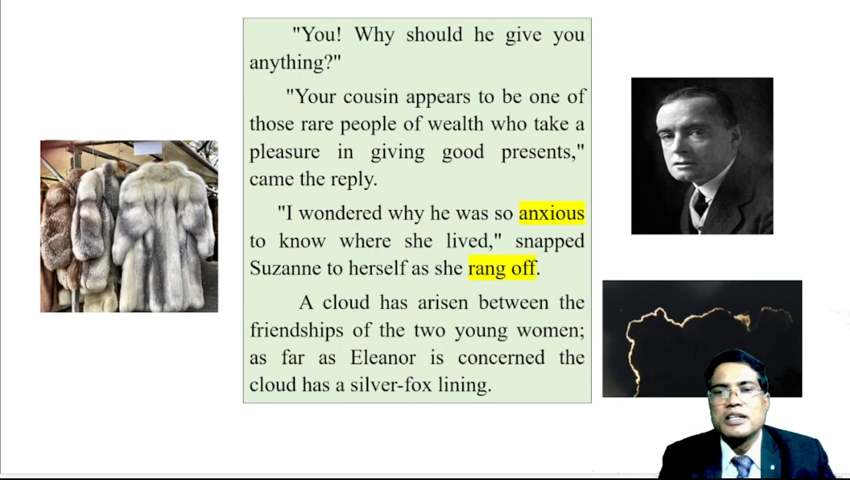 "You! Why should he give you
anything?"
"Your cousin appears to be one of
those rare people of wealth who take a
pleasure in giving good presents,"
came the reply.
"I wondered why he was so anxious
to know where she lived," snapped
Suzanne to herself as she rang off.
A cloud has arisen between the
friendships of the two young women;
as far as Eleanor is concerned the
cloud has a silver-fox lining.